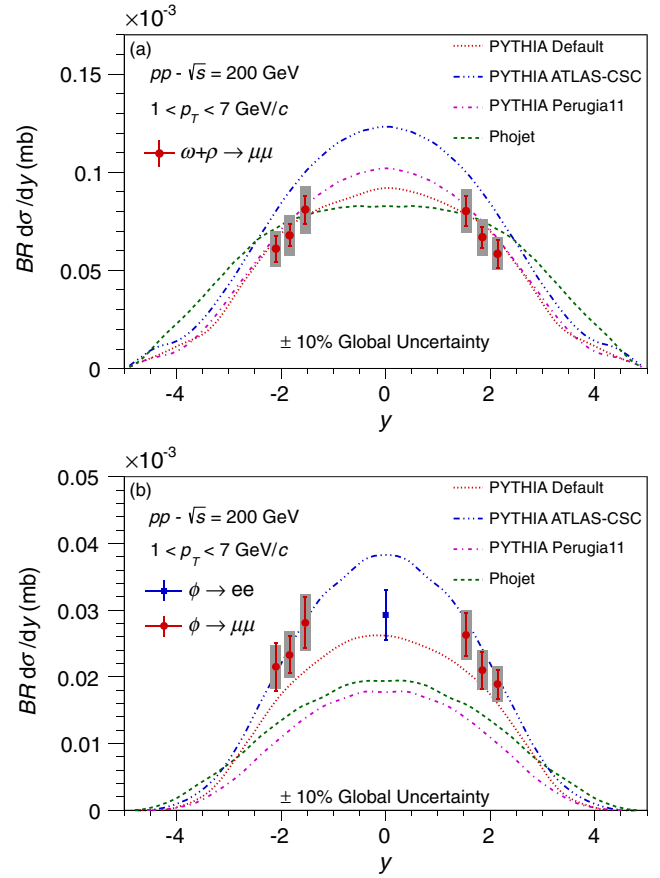 ×10⁻³
(a)
pp - √s = 200 GeV
1 < p_T < 7 GeV/c
ω+ρ → μμ
PYTHIA Default
PYTHIA ATLAS-CSC
PYTHIA Perugia11
Phojet
0.15
0.1
0.05
0
BR dσ/dy (mb)
± 10% Global Uncertainty
-4 -2 0 2 4
y
×10⁻³
(b)
pp - √s = 200 GeV
1 < p_T < 7 GeV/c
ϕ → ee
ϕ → μμ
PYTHIA Default
PYTHIA ATLAS-CSC
PYTHIA Perugia11
Phojet
0.05
0.04
0.03
0.02
0.01
0
BR dσ/dy (mb)
± 10% Global Uncertainty
-4 -2 0 2 4
y